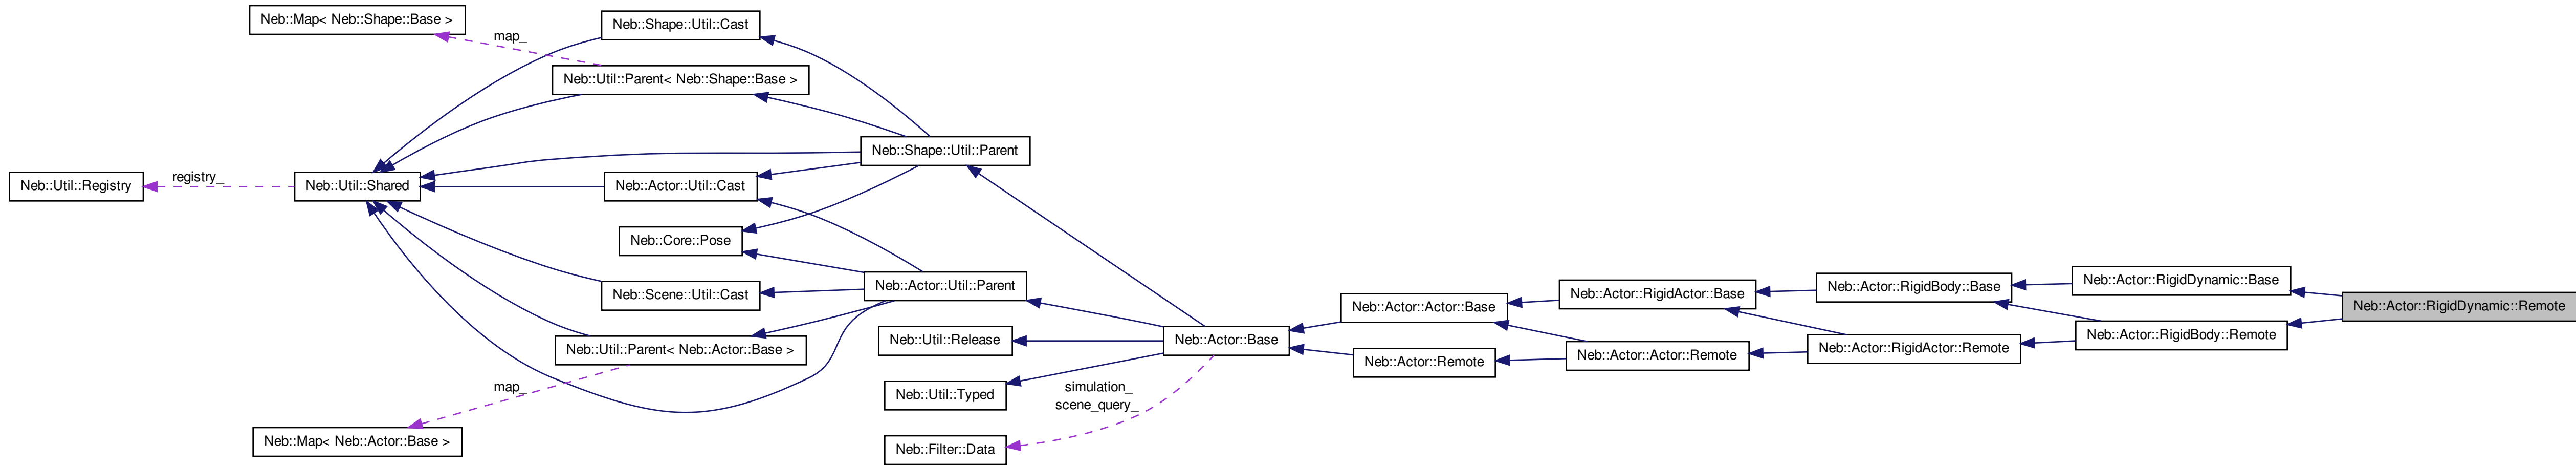 Neb::Map< Neb::Shape::Base >
Neb::Shape::Util::Cast
map_
Neb::Util::Parent< Neb::Shape::Base >
Neb::Shape::Util::Parent
Neb::Util::Registry
registry_
Neb::Util::Shared
Neb::Actor::Util::Cast
Neb::Core::Pose
Neb::Scene::Util::Cast
Neb::Actor::Util::Parent
Neb::Util::Parent< Neb::Actor::Base >
map_
Neb::Map< Neb::Actor::Base >
Neb::Util::Release
Neb::Util::Typed
simulation_
scene_query_
Neb::Filter::Data
Neb::Actor::Base
Neb::Actor::Actor::Base
Neb::Actor::Remote
Neb::Actor::RigidActor::Base
Neb::Actor::Actor::Remote
Neb::Actor::RigidBody::Base
Neb::Actor::RigidActor::Remote
Neb::Actor::RigidDynamic::Base
Neb::Actor::RigidBody::Remote
Neb::Actor::RigidDynamic::Remote